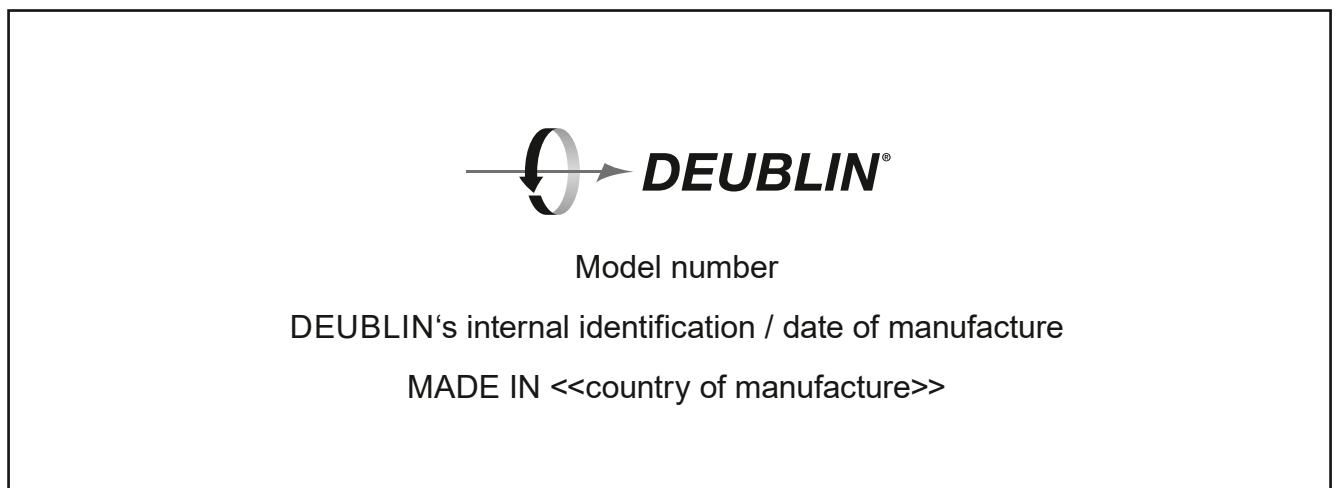 DEUBLIN®
Model number
DEUBLIN‘s internal identification / date of manufacture
MADE IN <<country of manufacture>>